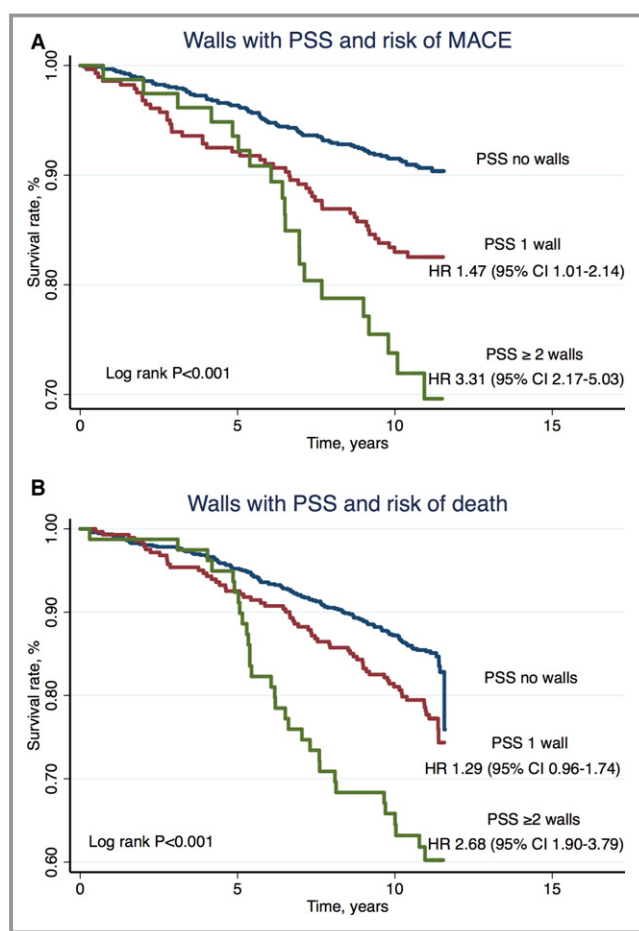 A
Walls with PSS and risk of MACE
1.00
0.90
0.80
0.70
Survival rate, %
PSS no walls
PSS 1 wall
HR 1.47 (95% CI 1.01-2.14)
PSS ≥ 2 walls
HR 3.31 (95% CI 2.17-5.03)
Log rank P<0.001
0 5 10 15
Time, years
B
Walls with PSS and risk of death
1.00
0.90
0.80
0.70
0.60
Survival rate, %
PSS no walls
PSS 1 wall
HR 1.29 (95% CI 0.96-1.74)
PSS ≥2 walls
HR 2.68 (95% CI 1.90-3.79)
Log rank P<0.001
0 5 10 15
Time, years